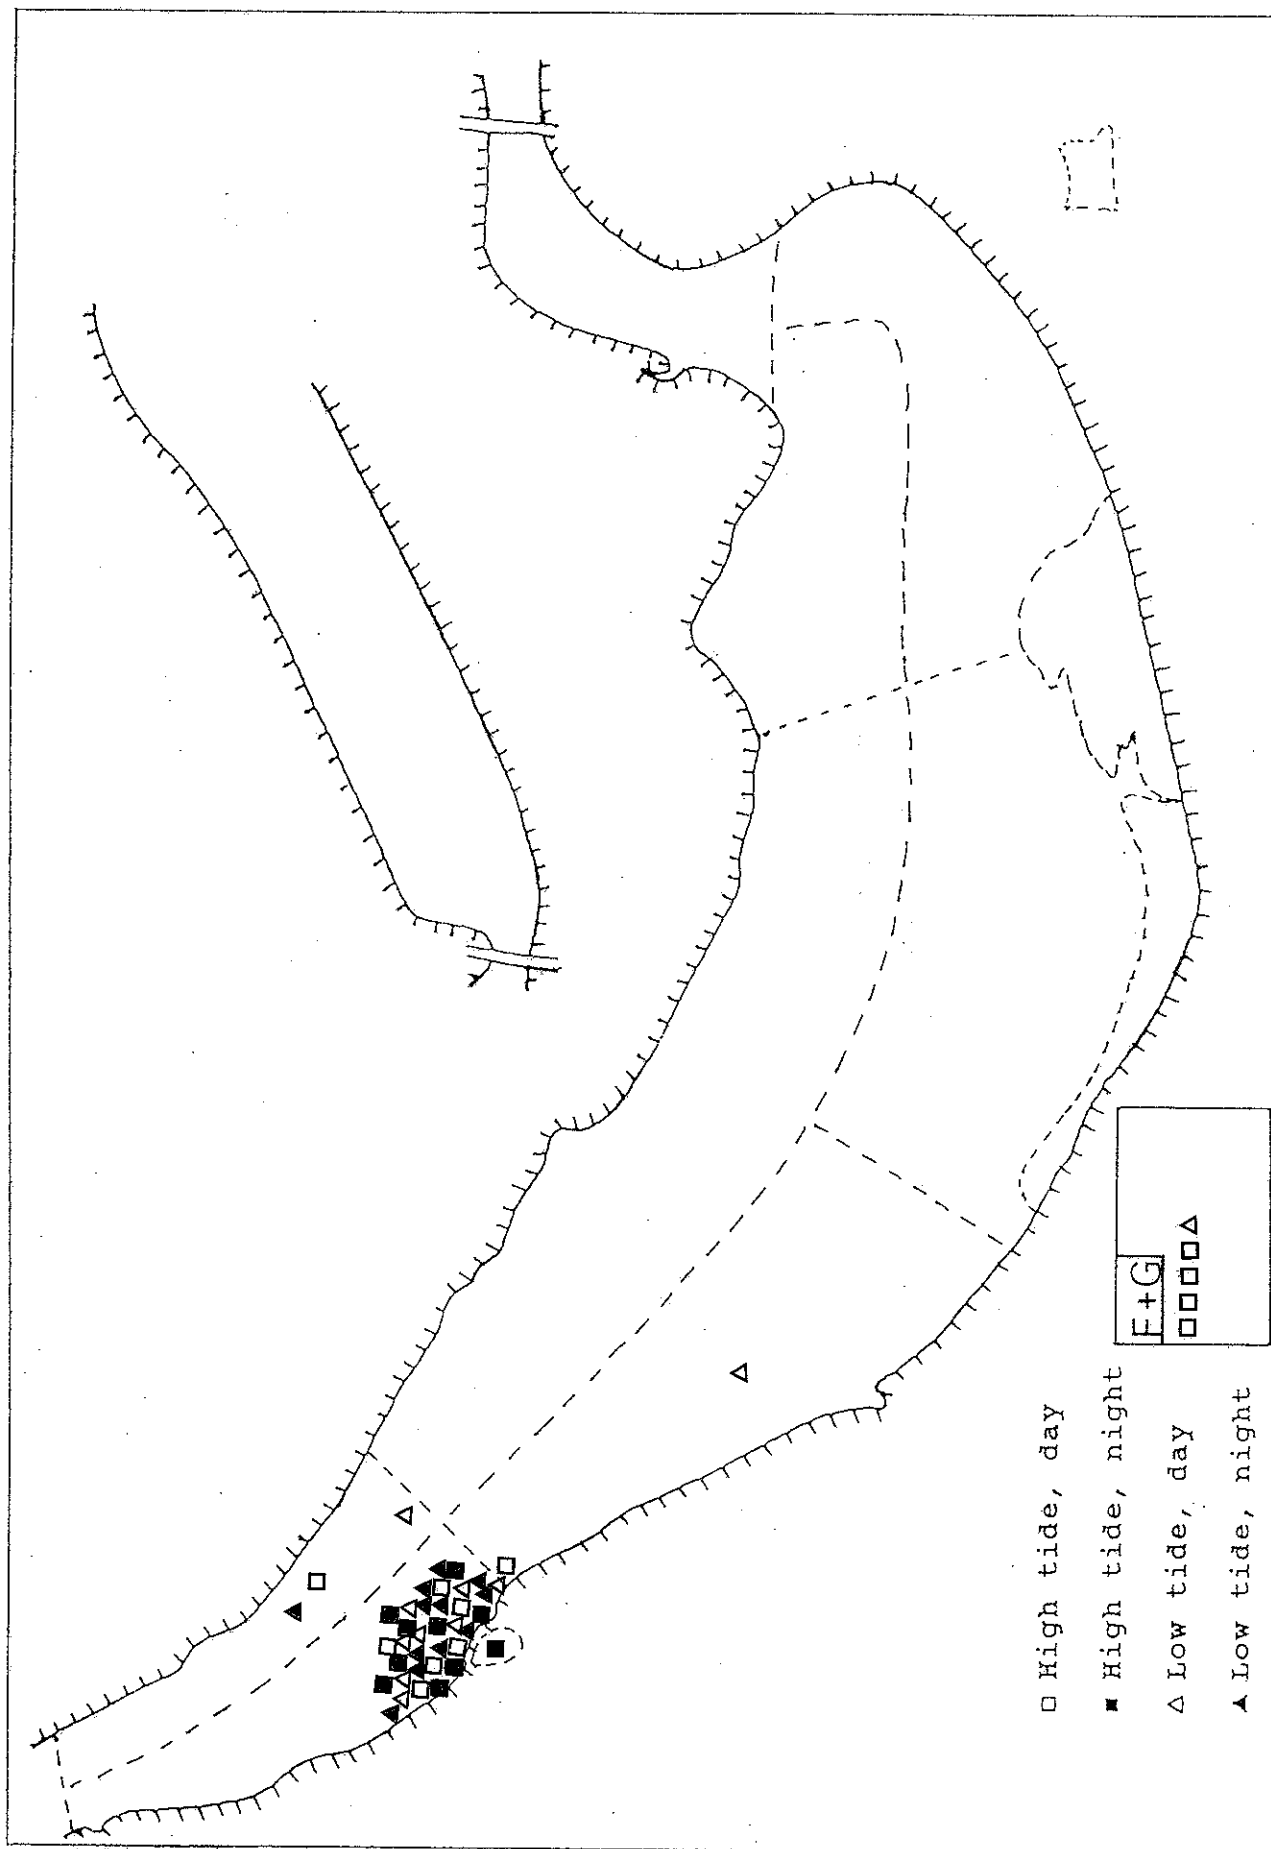 F+G
□ High tide, day
■ High tide, night
△ Low tide, day
▲ Low tide, night